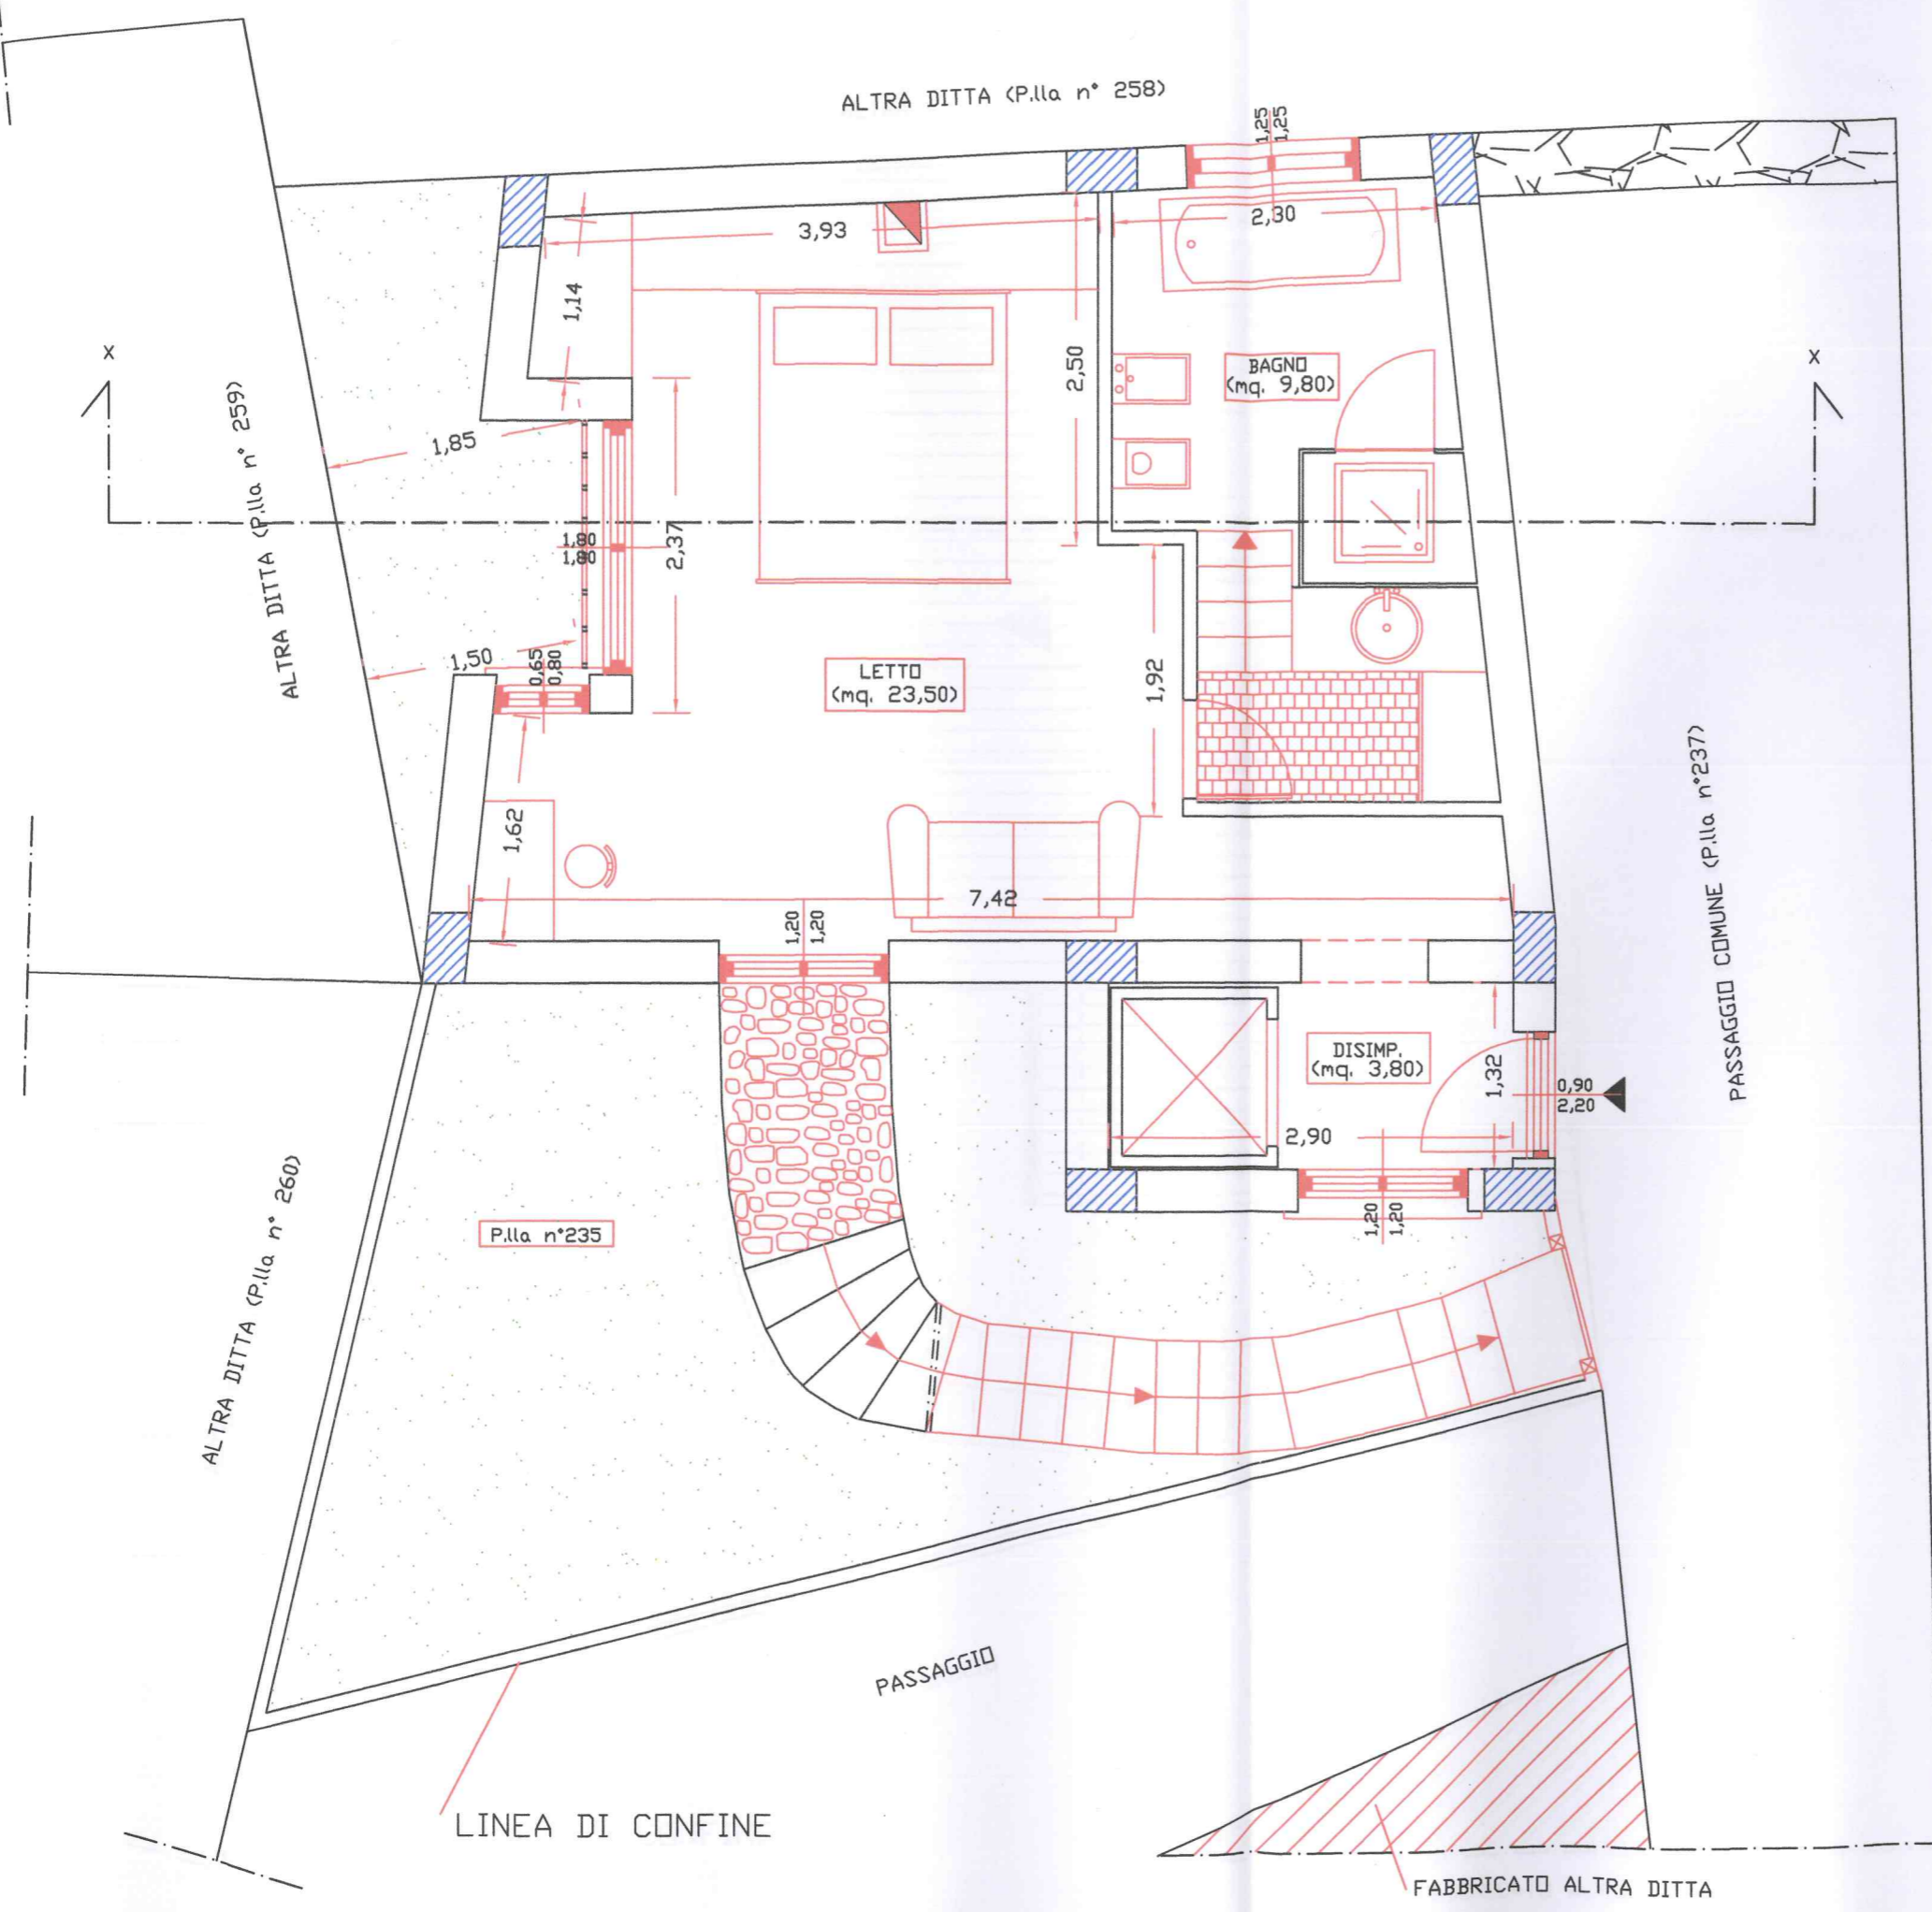 ALTRA DITTA (P.lla n° 258)
1,25
1,25
3,93
2,30
1,14
2,50
BAGNO
(mq. 9,80)
x
x
ALTRA DITTA (P.lla n° 259)
1,85
1,80
1,80
2,37
1,50
0,65
0,80
LETTO
(mq. 23,50)
1,92
PASSAGGIO COMUNE (P.lla n°237)
1,62
7,42
1,20
1,20
DISIMP.
(mq. 3,80)
1,32
0,90
2,20
2,90
1,20
1,20
ALTRA DITTA (P.lla n° 260)
P.lla n°235
PASSAGGIO
LINEA DI CONFINE
FABBRICATO ALTRA DITTA